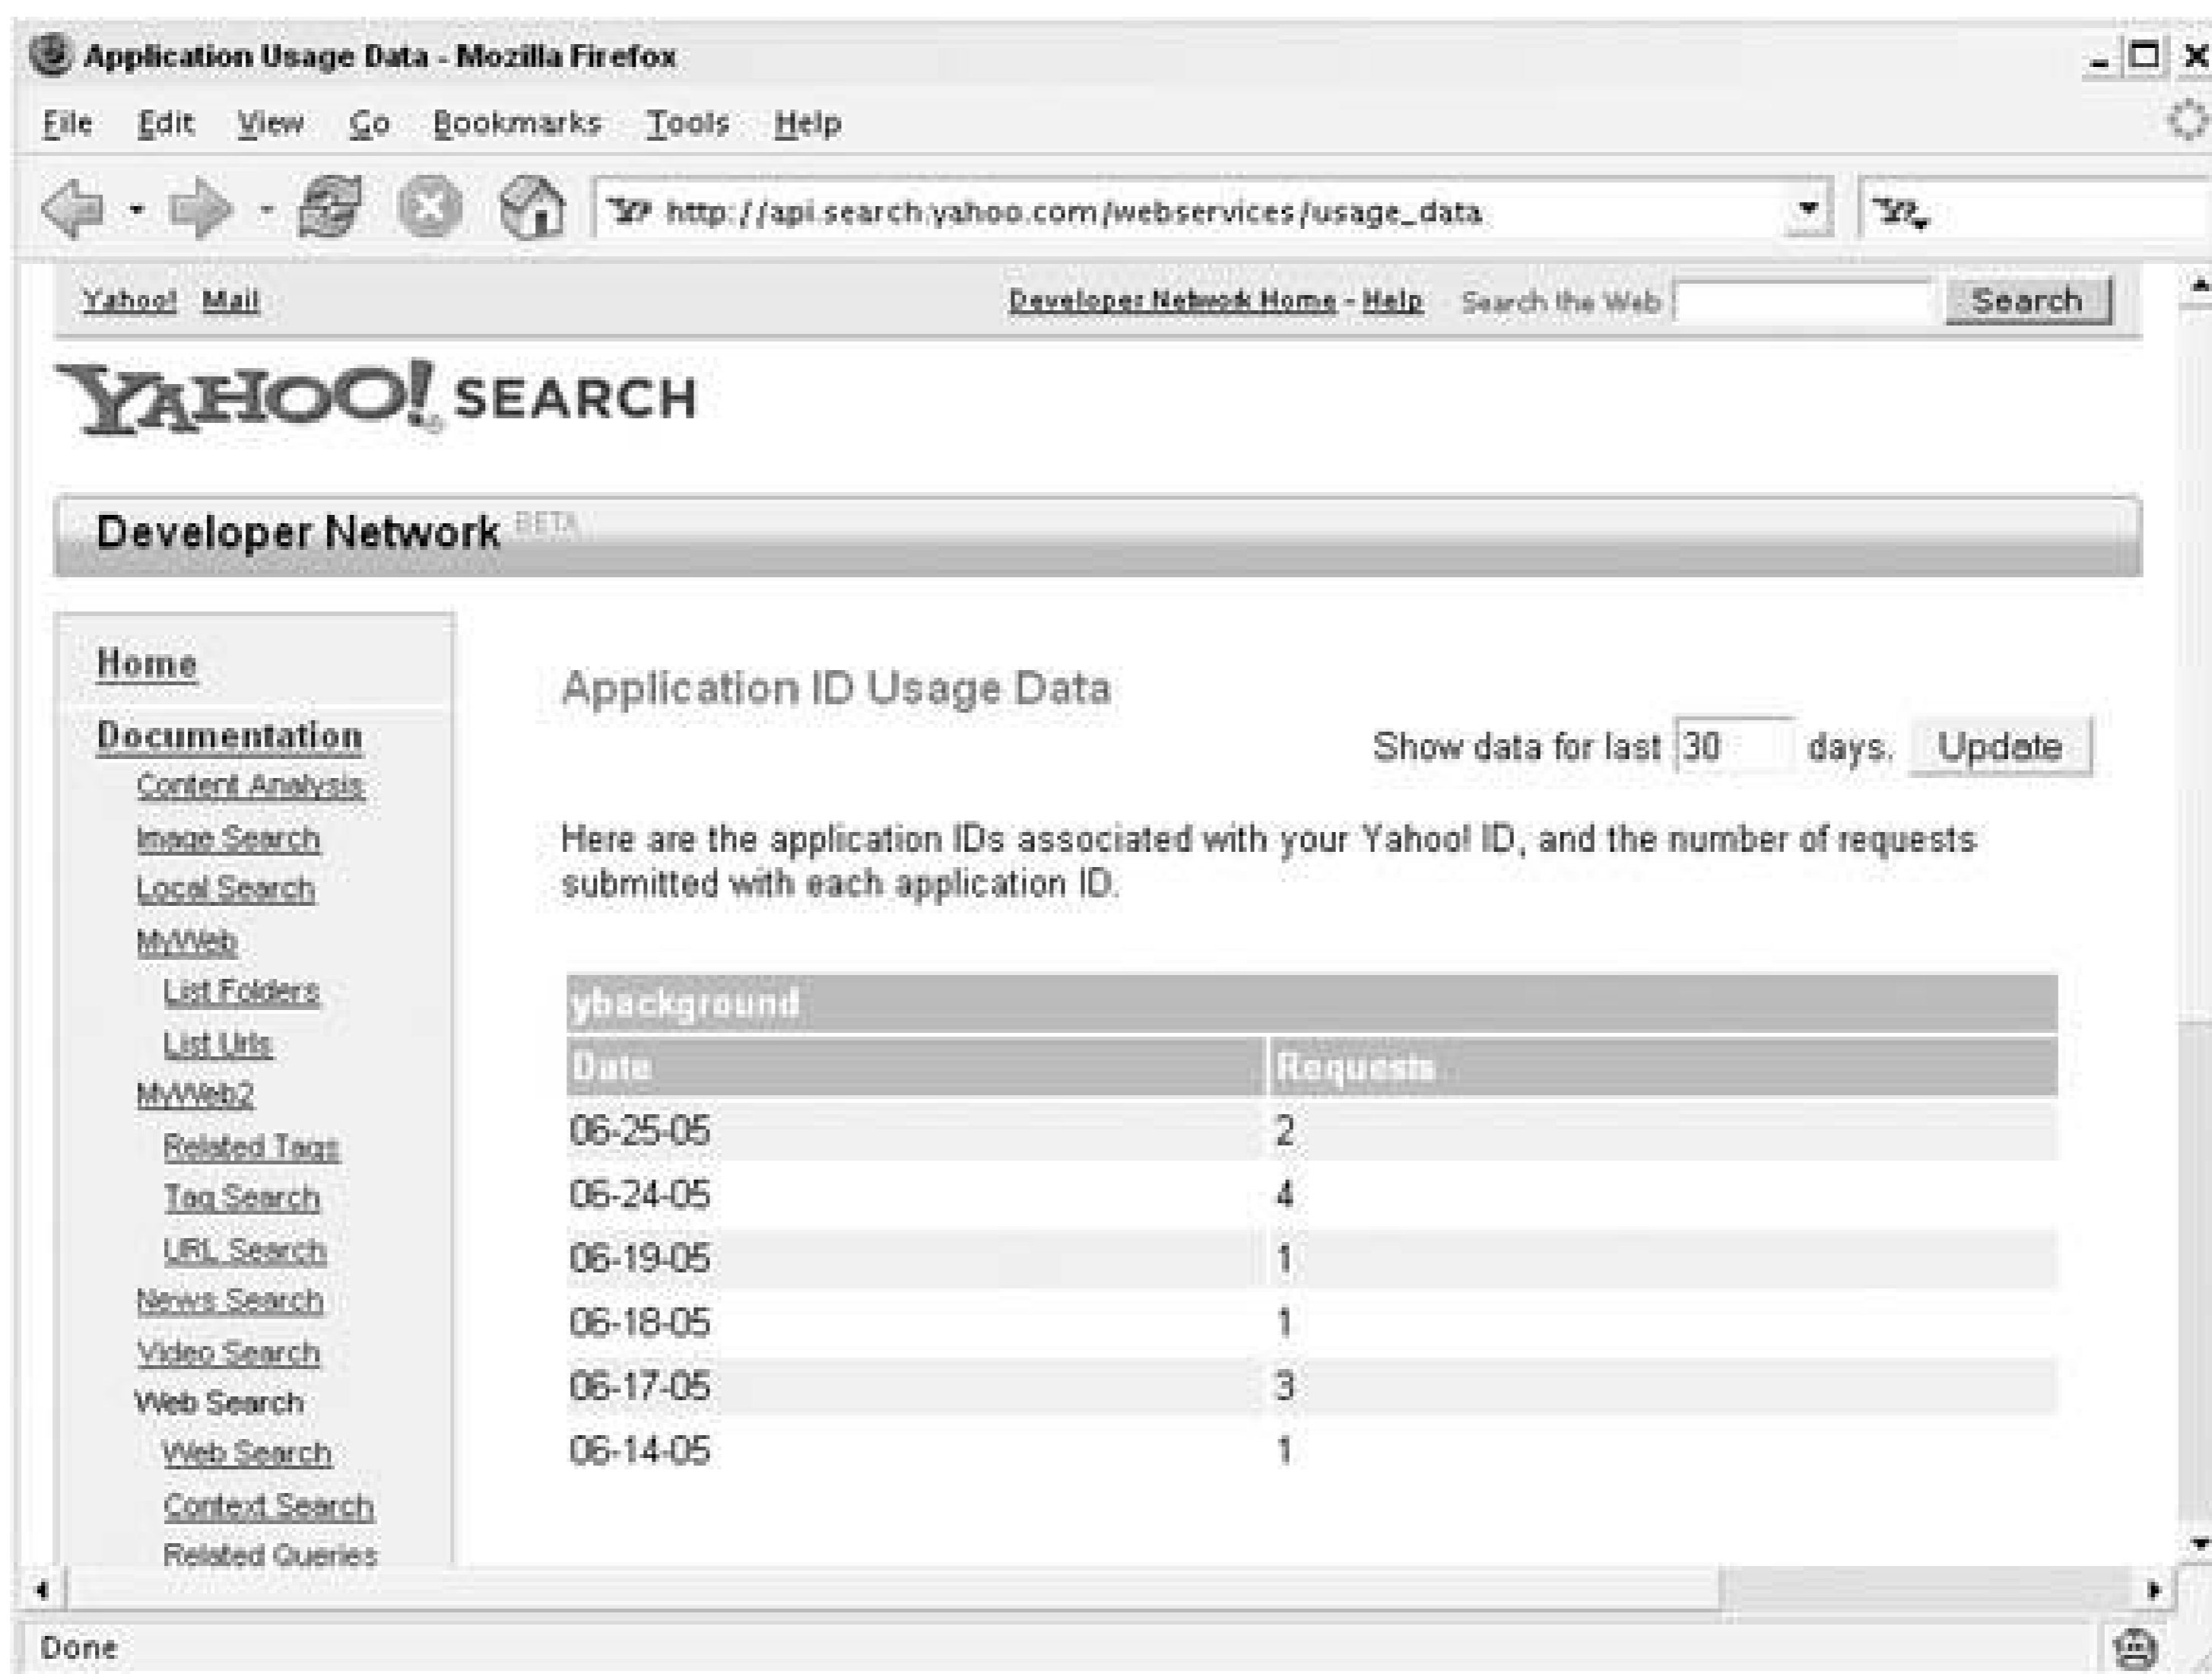 Application Usage Data - Mozilla Firefox
File Edit View Go Bookmarks Tools Help
http://api.search.yahoo.com/webservices/usage_data
Yahoo! Mail Developer Network Home - Help Search the Web Search
YAHOO! SEARCH
Developer Network BETA
Home
Documentation
Content Analysis
Image Search
Local Search
MyWeb
List Folders
List Urls
MyWeb2
Related Tags
Tag Search
URL Search
News Search
Video Search
Web Search
Web Search
Context Search
Related Queries
Application ID Usage Data
Show data for last 30 days. Update
Here are the application IDs associated with your Yahoo! ID, and the number of requests
submitted with each application ID.
ybackground
Date Requests
06-25-05 2
06-24-05 4
06-19-05 1
06-18-05 1
06-17-05 3
06-14-05 1
Done